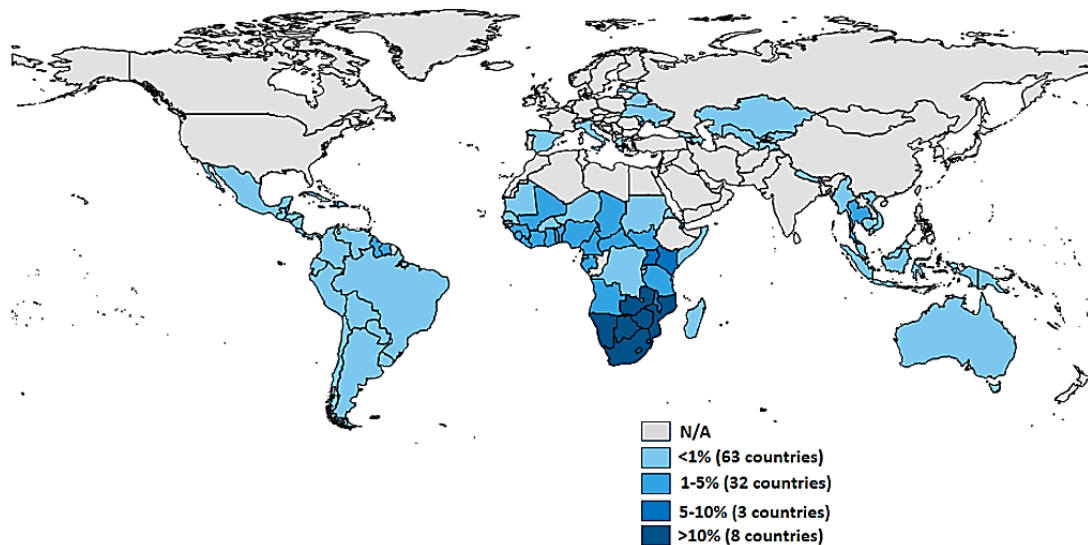 N/A
<1% (63 countries)
1-5% (32 countries)
5-10% (3 countries)
>10% (8 countries)